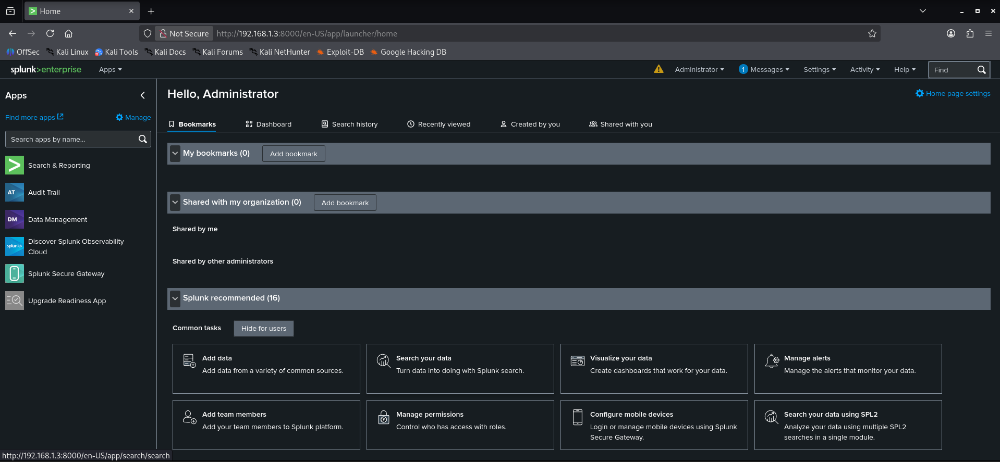 Home
Not Secure http://192.168.1.3:8000/en-US/app/launcher/home
OffSec Kali Linux Kali Tools Kali Docs Kali Forums Kali NetHunter Exploit-DB Google Hacking DB
splunk>enterprise Apps Administrator 1 Messages Settings Activity Help Find
Apps
Find more apps Manage
Search apps by name...
> Search & Reporting
AT Audit Trail
DM Data Management
splunk> Discover Splunk Observability
Cloud
Splunk Secure Gateway
Upgrade Readiness App
Hello, Administrator
Home page settings
Bookmarks Dashboard Search history Recently viewed Created by you Shared with you
My bookmarks (0) Add bookmark
Shared with my organization (0) Add bookmark
Shared by me
Shared by other administrators
Splunk recommended (16)
Common tasks Hide for users
Add data
Add data from a variety of common sources.
Search your data
Turn data into doing with Splunk search.
Visualize your data
Create dashboards that work for your data.
Manage alerts
Manage the alerts that monitor your data.
Add team members
Add your team members to Splunk platform.
Manage permissions
Control who has access with roles.
Configure mobile devices
Login or manage mobile devices using Splunk
Secure Gateway.
Search your data using SPL2
Analyze your data using multiple SPL2
searches in a single module.
http://192.168.1.3:8000/en-US/app/search/search